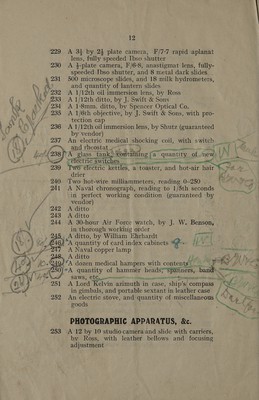 12
229 A 3½ by 2½ plate camera, F/7·7 rapid aplanat
lens, fully speeded Ibso shutter
230 A ¼-plate camera, F/6·8, anastigmat lens, fully-
speeded Ibso shutter, and 8 metal dark slides
231 500 microscope slides, and 18 milk hydrometers,
and quantity of lantern slides
232 A 1/12th oil immersion lens, by Ross
233 A 1/12th ditto, by J. Swift & Sons
234 A 1·8mm. ditto, by Spencer Optical Co.
235 A 1/6th objective, by J. Swift & Sons, with pro-
tection cap
236 A 1/12th oil immersion lens, by Shutz (guaranteed
by vendor)
237 An electric medical shocking coil, with switch
and rheostat
238 A glass tank, containing a quantity of new
electric switches
239 Two electric kettles, a toaster, and hot-air hair
drier
240 Two hot-wire milliammeters, reading 0-250
241 A Naval chronograph, reading to 1/5th seconds
in perfect working condition (guaranteed by
vendor)
242 A ditto
243 A ditto
244 A 30-hour Air Force watch, by J. W. Benson,
in thorough working order
245 A ditto, by William Ehrhardt
246 A quantity of card index cabinets
247 A Naval copper lamp
248 A ditto
249 A dozen medical hampers with contents
250 A quantity of hammer heads, spanners, hand
saws, etc.
251 A Lord Kelvin azimuth in case, ship's compass
in gimbals, and portable sextant in leather case
252 An electric stove, and quantity of miscellaneous
goods
PHOTOGRAPHIC APPARATUS, &c.
253 A 12 by 10 studio camera and slide with carriers,
by Ross, with leather bellows and focusing
adjustment